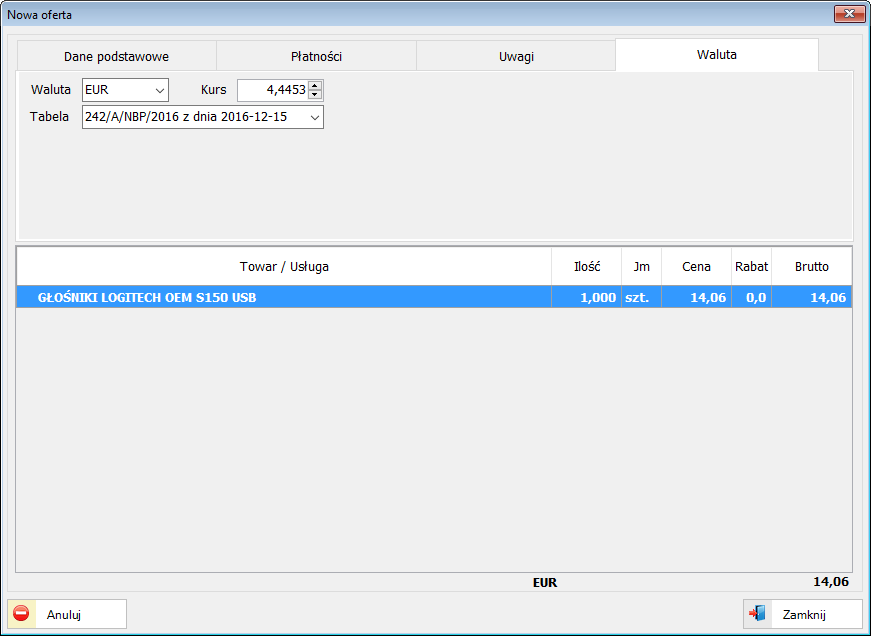 Nowa oferta
Dane podstawowe Płatności Uwagi Waluta
Waluta EUR Kurs 4,4453
Tabela 242/A/NBP/2016 z dnia 2016-12-15
Towar / Usługa Ilość Jm Cena Rabat Brutto
GŁOŚNIKI LOGITECH OEM S150 USB 1,000 szt. 14,06 0,0 14,06
EUR 14,06
Anuluj Zamknij